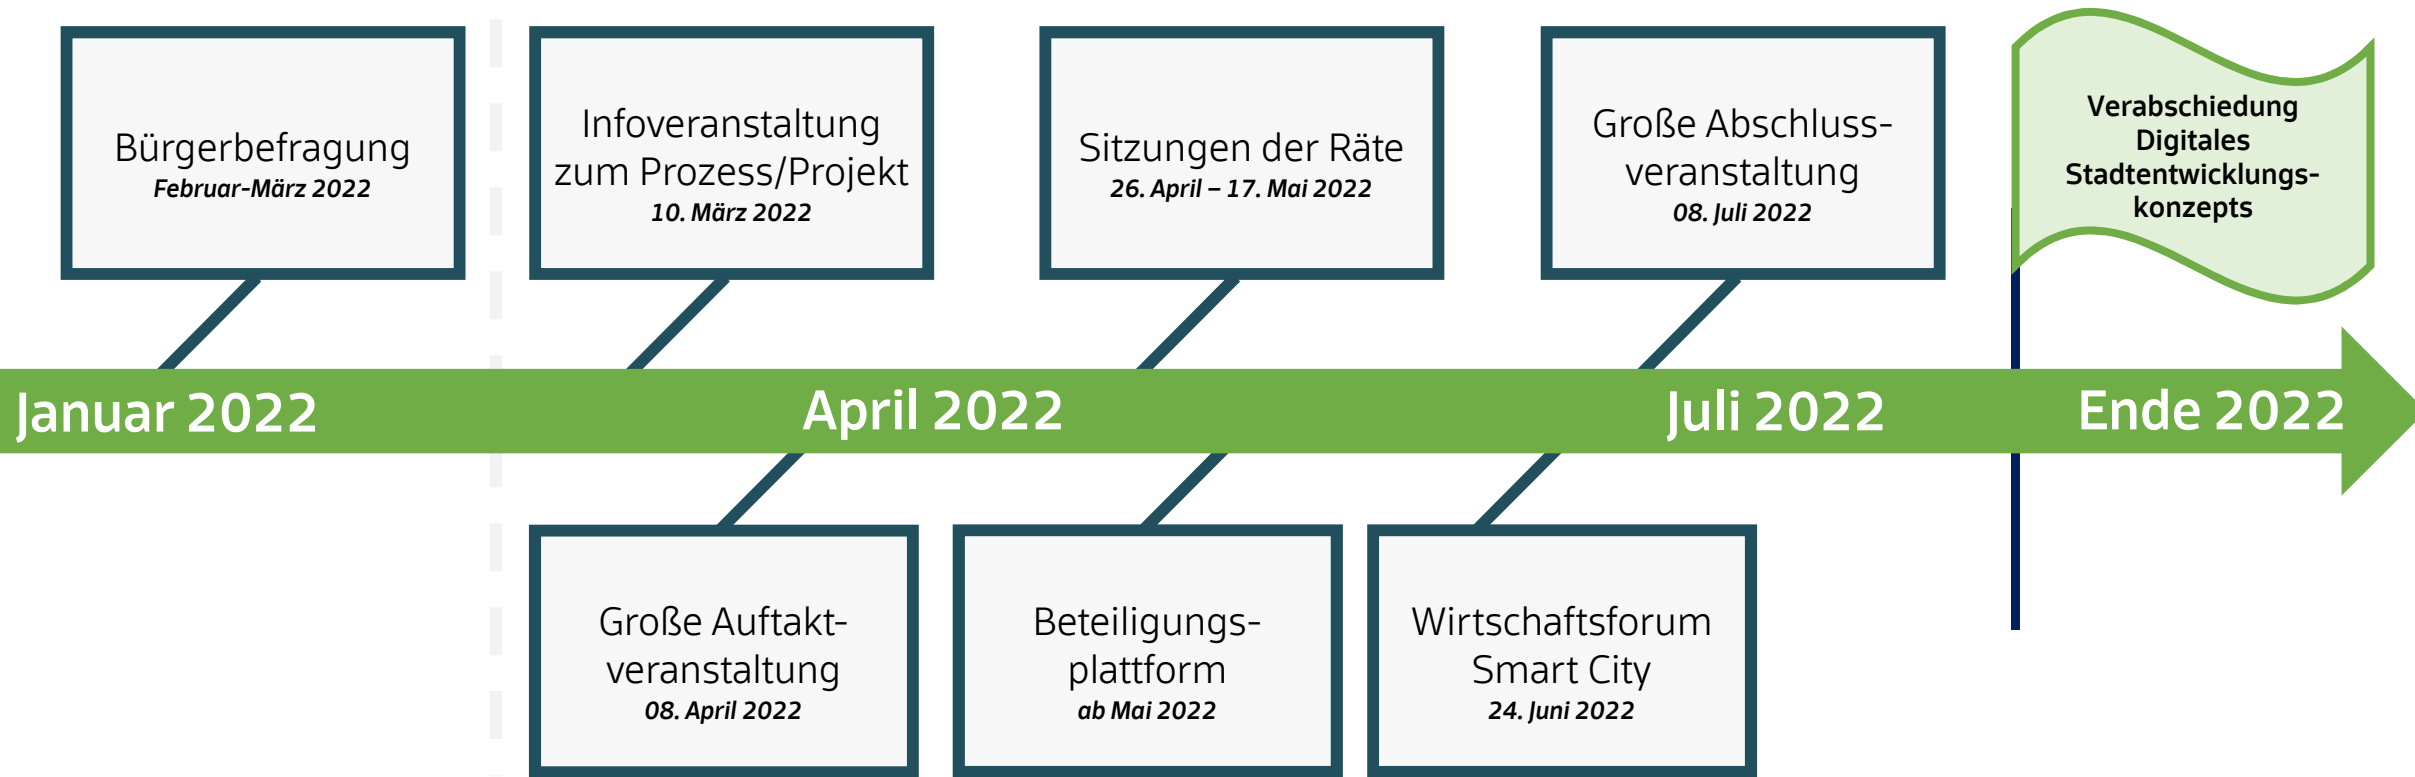 Bürgerbefragung
Februar-März 2022
Infoveranstaltung
zum Prozess/Projekt
10. März 2022
Sitzungen der Räte
26. April – 17. Mai 2022
Große Abschluss-
veranstaltung
08. Juli 2022
Verabschiedung
Digitales
Stadtentwicklungs-
konzepts
Januar 2022
April 2022
Juli 2022
Ende 2022
Große Auftakt-
veranstaltung
08. April 2022
Beteiligungs-
plattform
ab Mai 2022
Wirtschaftsforum
Smart City
24. Juni 2022